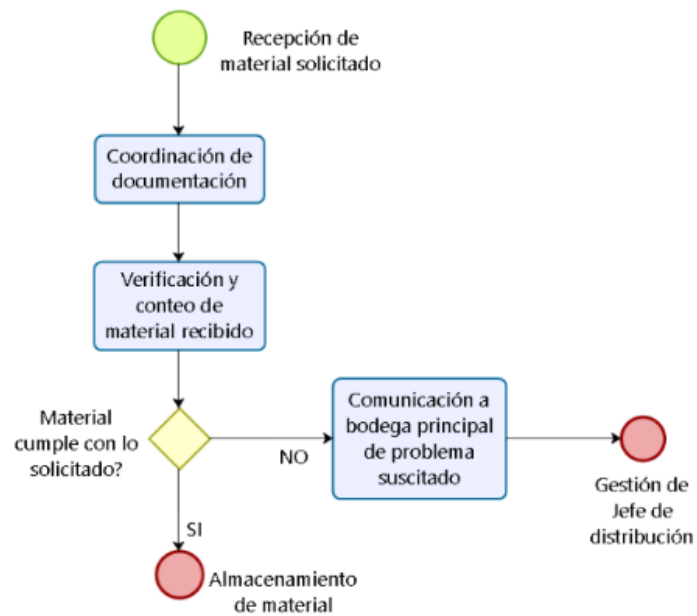 Recepción de
material solicitado
Coordinación de
documentación
Verificación y
conteo de
material recibido
Material
cumple con lo
solicitado?
NO
Comunicación a
bodega principal
de problema
suscitado
Gestión de
Jefe de
distribución
SI
Almacenamiento
de material